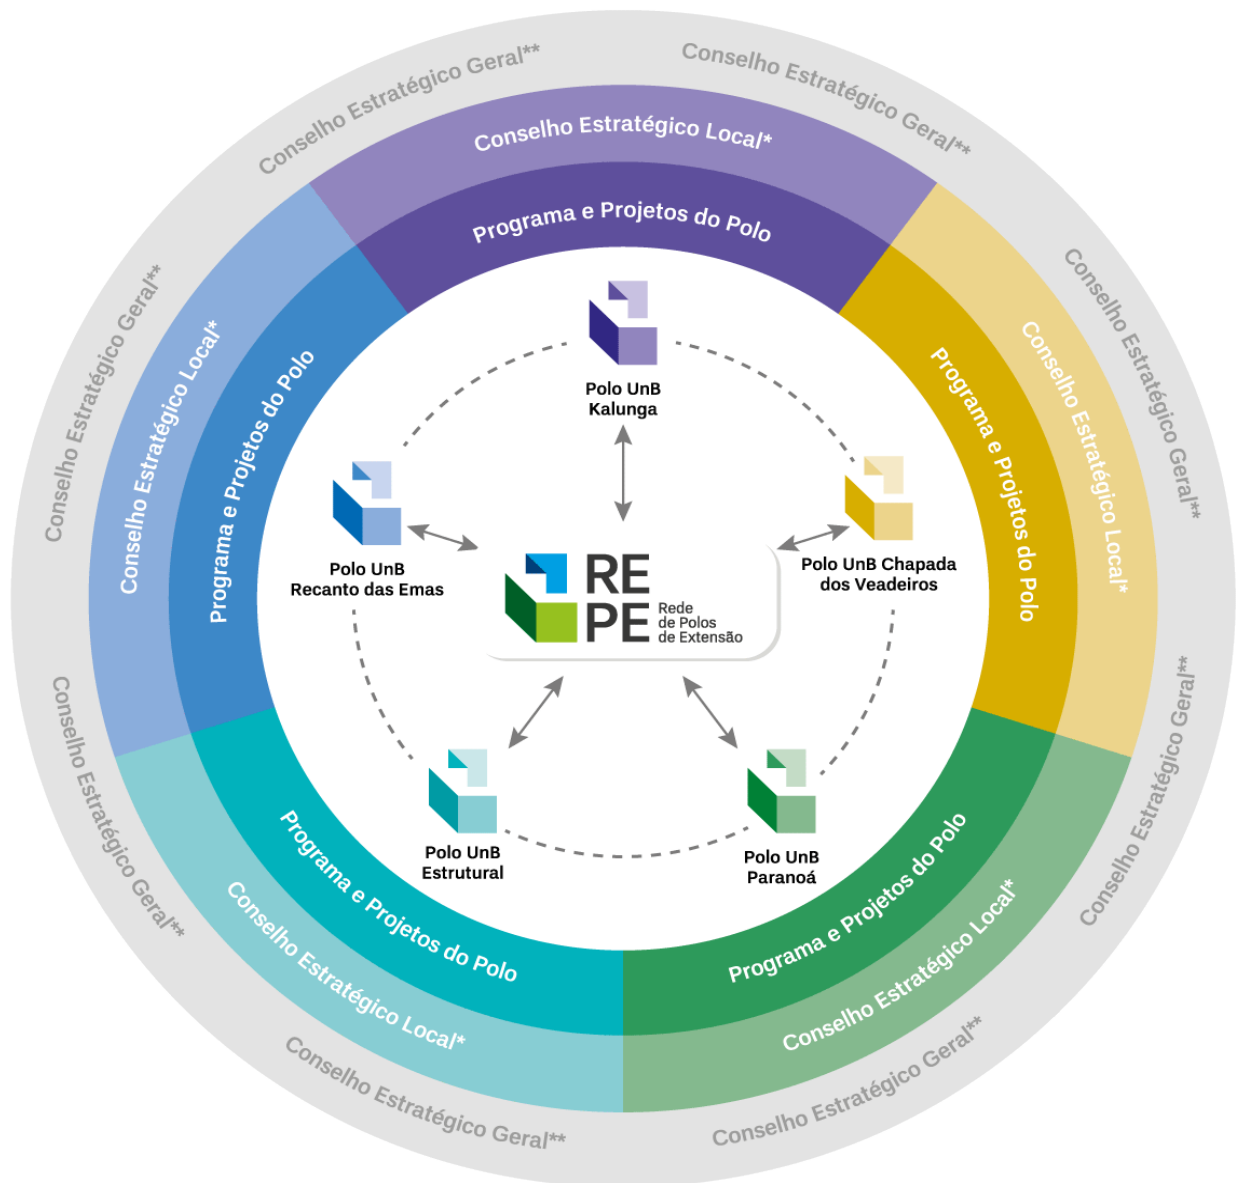 Conselho Estratégico Geral**
Conselho Estratégico Geral**
Conselho Estratégico Local*
Programa e Projetos do Polo
Polo UnB
Kalunga
Conselho Estratégico Geral**
Conselho Estratégico Local*
Programa e Projetos do Polo
Polo UnB
Recanto das Emas
Conselho Estratégico Geral**
Conselho Estratégico Local*
Programa e Projetos do Polo
Polo UnB Chapada
dos Veadeiros
RE
PE
Rede
de Polos
de Extensão
Conselho Estratégico Geral**
Conselho Estratégico Local*
Programa e Projetos do Polo
Polo UnB
Estrutural
Conselho Estratégico Geral**
Conselho Estratégico Local*
Programa e Projetos do Polo
Polo UnB
Paranoá
Conselho Estratégico Geral**
Conselho Estratégico Geral**